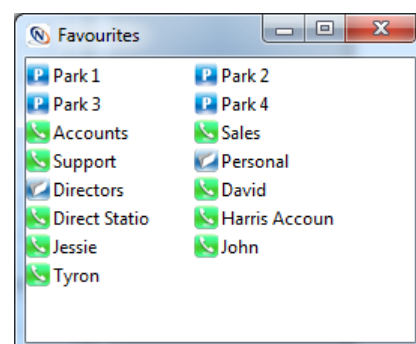 Favourites
Park 1 Park 2
Park 3 Park 4
Accounts Sales
Support Personal
Directors David
Direct Statio Harris Accoun
Jessie John
Tyron